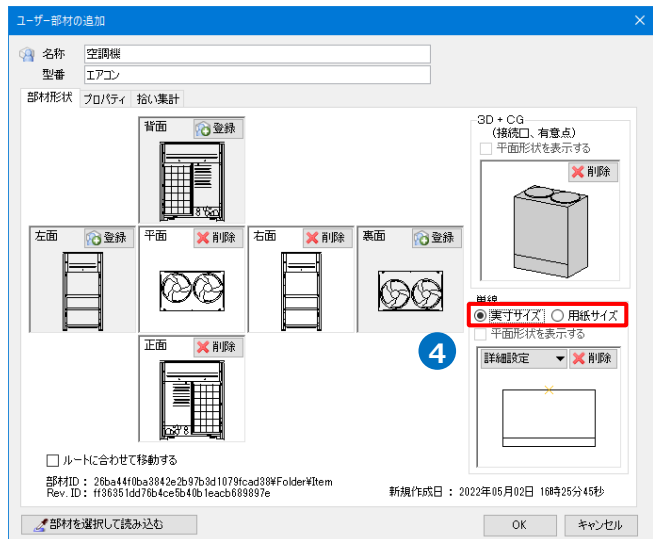 ユーザー部材の追加
名称 空調機
型番 エアコン
部材形状 プロパティ 拾い集計
背面 登録
左面 登録
平面 削除
右面 削除
裏面 登録
正面 削除
3D + CG
(接続口、有意点)
平面形状を表示する
削除
単線
実寸サイズ 用紙サイズ
平面形状を表示する
4
詳細設定 削除
ルートに合わせて移動する
部材ID : 26ba44f0ba3842e2b97b3d1079fcad38¥Folder¥Item
Rev. ID : ff36351dd76b4ce5b40b1eacb689897e
新規作成日 : 2022年05月02日 16時25分45秒
部材を選択して読み込む
OK キャンセル